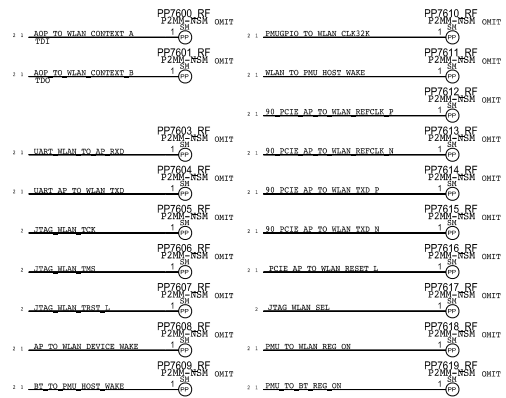 PP7600_RF
P2MM-NSM OMIT
SM
2 1 AOP_TO_WLAN_CONTEXT_A 1 PP
TDI
PP7601_RF
P2MM-NSM OMIT
SM
2 1 AOP_TO_WLAN_CONTEXT_B 1 PP
TDO
PP7603_RF
P2MM-NSM OMIT
SM
2 1 UART_WLAN_TO_AP_RXD 1 PP
PP7604_RF
P2MM-NSM OMIT
SM
2 1 UART_AP_TO_WLAN_TXD 1 PP
PP7605_RF
P2MM-NSM OMIT
SM
2 JTAG_WLAN_TCK 1 PP
PP7606_RF
P2MM-NSM OMIT
SM
2 JTAG_WLAN_TMS 1 PP
PP7607_RF
P2MM-NSM OMIT
SM
2 JTAG_WLAN_TRST_L 1 PP
PP7608_RF
P2MM-NSM OMIT
SM
2 1 AP_TO_WLAN_DEVICE_WAKE 1 PP
PP7609_RF
P2MM-NSM OMIT
SM
2 1 BT_TO_PMU_HOST_WAKE 1 PP
PP7610_RF
P2MM-NSM OMIT
SM
2 1 PMUGPIO_TO_WLAN_CLK32K 1 PP
PP7611_RF
P2MM-NSM OMIT
SM
2 1 WLAN_TO_PMU_HOST_WAKE 1 PP
PP7612_RF
P2MM-NSM OMIT
SM
2 1 90_PCIE_AP_TO_WLAN_REFCLK_P 1 PP
PP7613_RF
P2MM-NSM OMIT
SM
2 1 90_PCIE_AP_TO_WLAN_REFCLK_N 1 PP
PP7614_RF
P2MM-NSM OMIT
SM
2 1 90_PCIE_AP_TO_WLAN_TXD_P 1 PP
PP7615_RF
P2MM-NSM OMIT
SM
2 1 90_PCIE_AP_TO_WLAN_TXD_N 1 PP
PP7616_RF
P2MM-NSM OMIT
SM
2 1 PCIE_AP_TO_WLAN_RESET_L 1 PP
PP7617_RF
P2MM-NSM OMIT
SM
2 JTAG_WLAN_SEL 1 PP
PP7618_RF
P2MM-NSM OMIT
SM
2 1 PMU_TO_WLAN_REG_ON 1 PP
PP7619_RF
P2MM-NSM OMIT
SM
2 1 PMU_TO_BT_REG_ON 1 PP